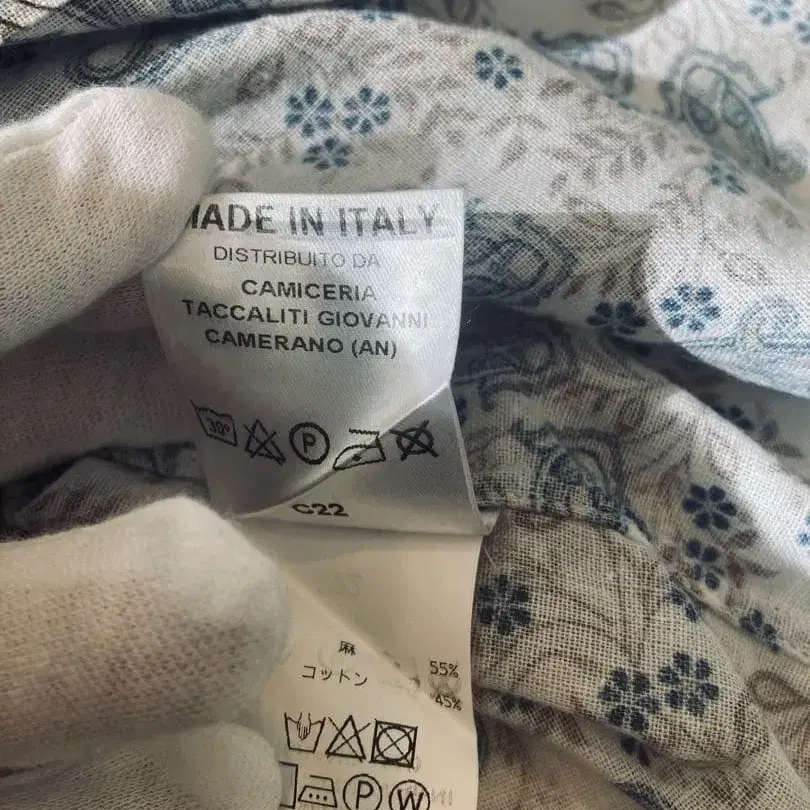 MADE IN ITALY
DISTRIBUITO DA
CAMICERIA
TACCALITI GIOVANNI
CAMERANO (AN)
30° P
C22
麻 55%
コットン 45%
P W